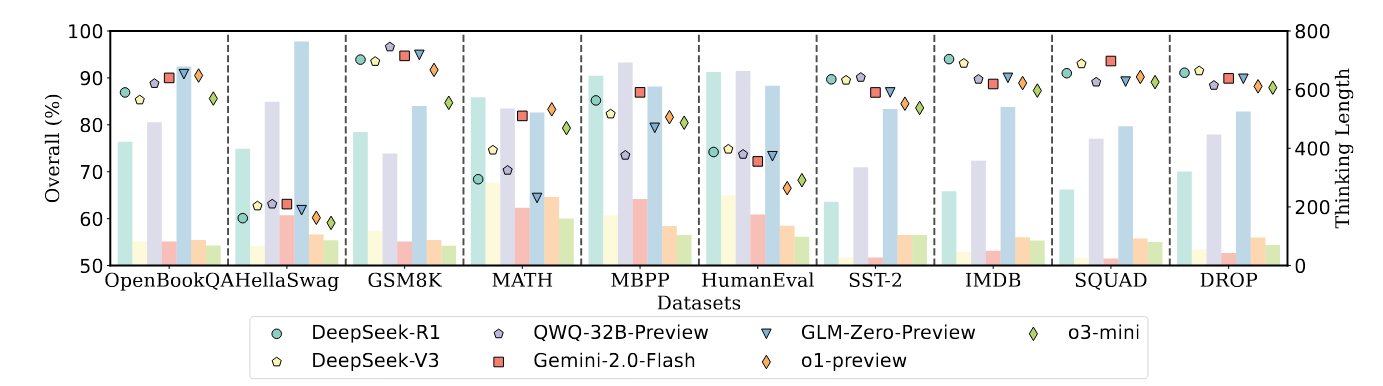 100
90
80
70
60
50
Overall (%)
800
600
400
200
0
Thinking Length
OpenBookQA HellaSwag GSM8K MATH MBPP HumanEval SST-2 IMDB SQUAD DROP
Datasets
DeepSeek-R1 QWQ-32B-Preview GLM-Zero-Preview o3-mini
DeepSeek-V3 Gemini-2.0-Flash o1-preview